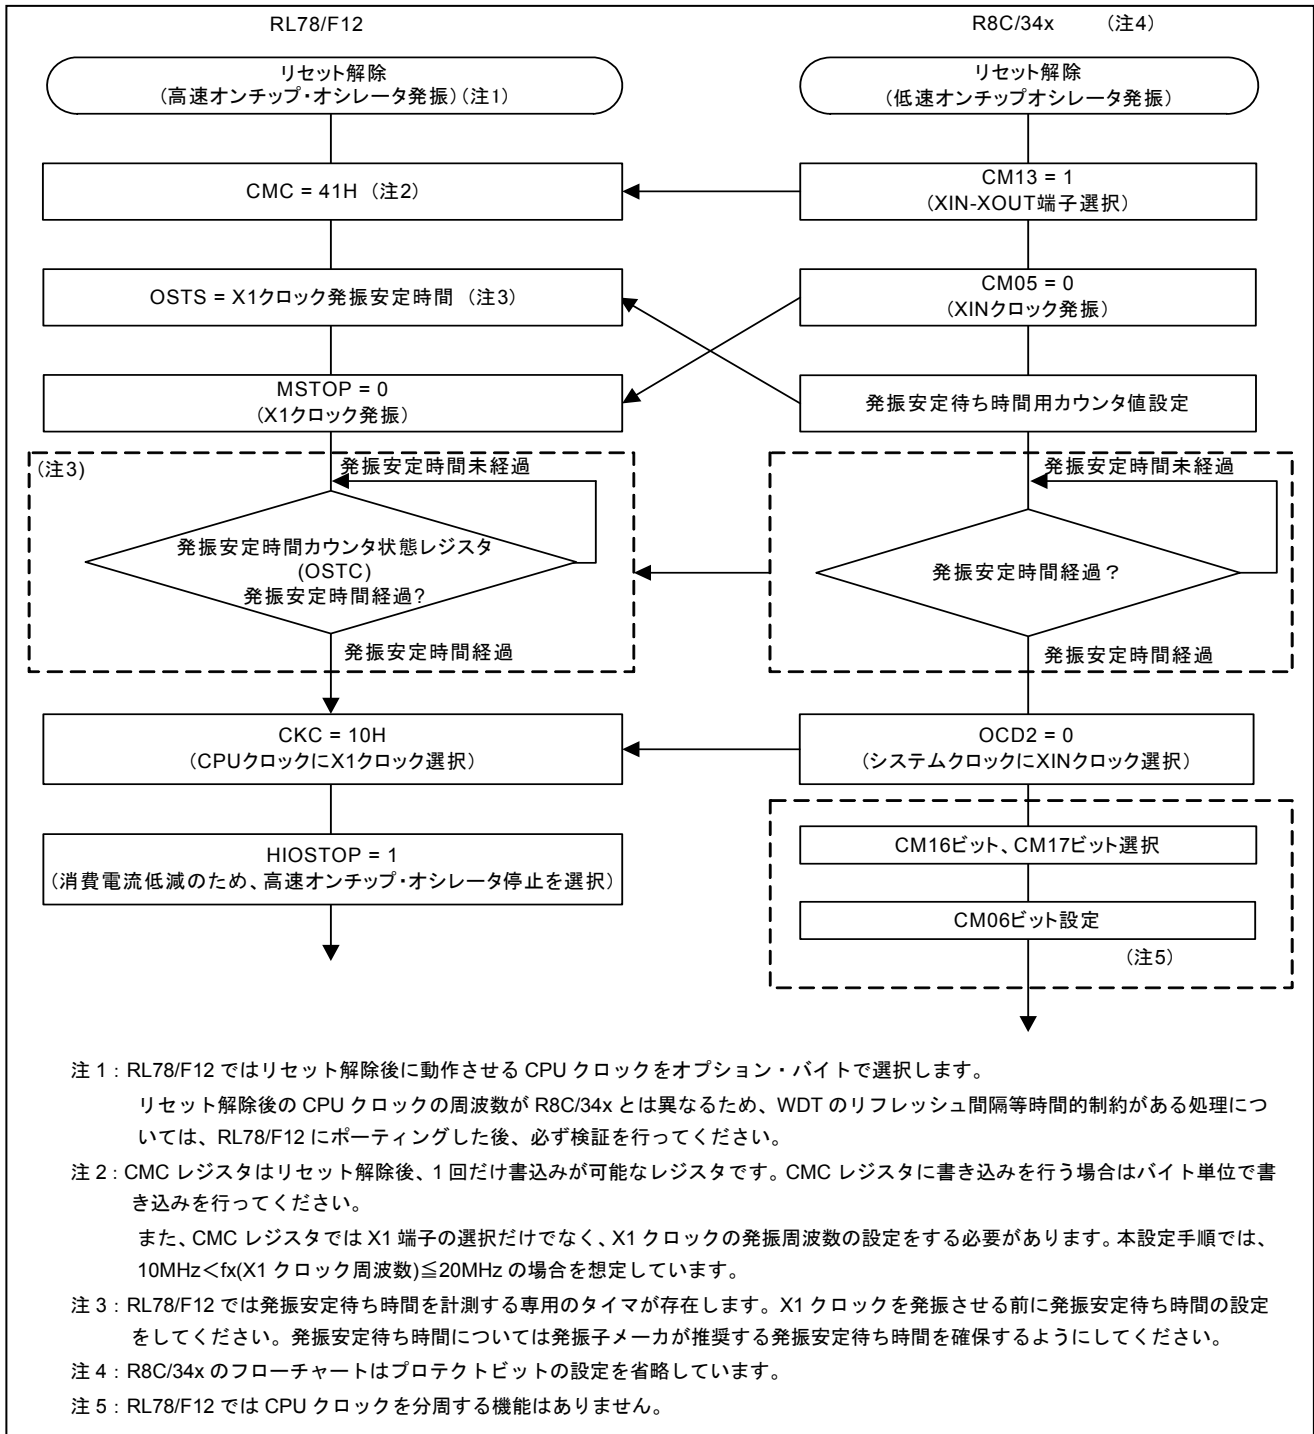 RL78/F12
リセット解除
(高速オンチップ・オシレータ発振)(注1)
CMC = 41H （注2）
OSTS = X1クロック発振安定時間 （注3）
MSTOP = 0
(X1クロック発振)
(注3)
発振安定時間未経過
発振安定時間カウンタ状態レジスタ
(OSTC)
発振安定時間経過?
発振安定時間経過
CKC = 10H
(CPUクロックにX1クロック選択)
HIOSTOP = 1
(消費電流低減のため、高速オンチップ・オシレータ停止を選択)
R8C/34x （注4）
リセット解除
(低速オンチップオシレータ発振)
CM13 = 1
(XIN-XOUT端子選択)
CM05 = 0
(XINクロック発振)
発振安定待ち時間用カウンタ値設定
発振安定時間未経過
発振安定時間経過？
発振安定時間経過
OCD2 = 0
(システムクロックにXINクロック選択)
CM16ビット、CM17ビット選択
CM06ビット設定
（注5）
注 1：RL78/F12 ではリセット解除後に動作させる CPU クロックをオプション・バイトで選択します。
リセット解除後の CPU クロックの周波数が R8C/34x とは異なるため、WDT のリフレッシュ間隔等時間的制約がある処理につ
いては、RL78/F12 にポーティングした後、必ず検証を行ってください。
注 2：CMC レジスタはリセット解除後、1 回だけ書込みが可能なレジスタです。CMC レジスタに書き込みを行う場合はバイト単位で書
き込みを行ってください。
また、CMC レジスタでは X1 端子の選択だけでなく、X1 クロックの発振周波数の設定をする必要があります。本設定手順では、
10MHz＜fx(X1 クロック周波数)≦20MHz の場合を想定しています。
注 3：RL78/F12 では発振安定待ち時間を計測する専用のタイマが存在します。X1 クロックを発振させる前に発振安定待ち時間の設定
をしてください。発振安定待ち時間については発振子メーカが推奨する発振安定待ち時間を確保するようにしてください。
注 4：R8C/34x のフローチャートはプロテクトビットの設定を省略しています。
注 5：RL78/F12 では CPU クロックを分周する機能はありません。